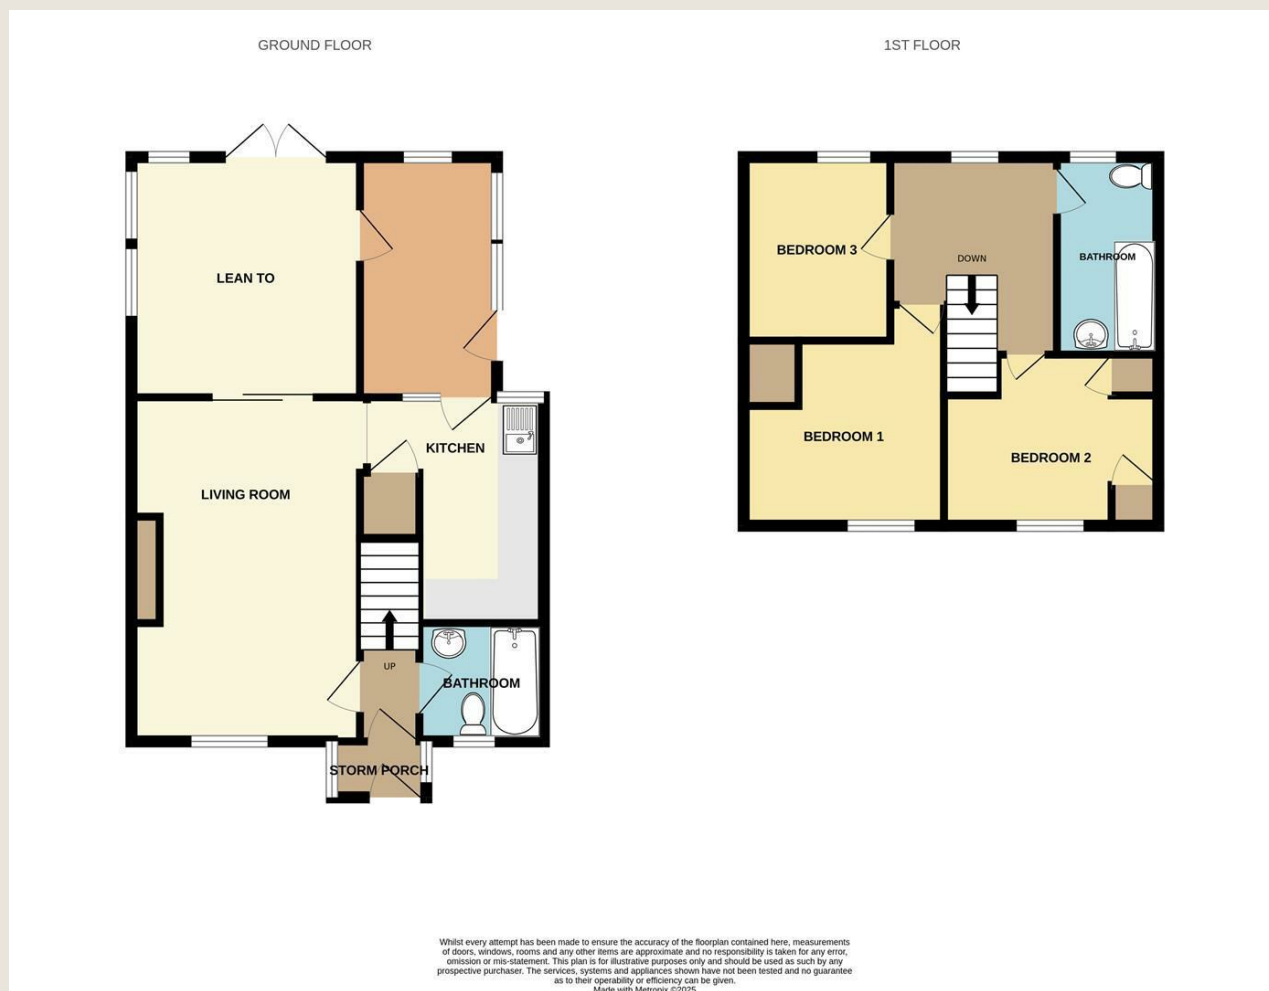 GROUND FLOOR
1ST FLOOR
LEAN TO
KITCHEN
LIVING ROOM
UP
BATHROOM
STORM PORCH
BEDROOM 3
DOWN
BATHROOM
BEDROOM 1
BEDROOM 2
Whilst every attempt has been made to ensure the accuracy of the floorplan contained here, measurements
of doors, windows, rooms and any other items are approximate and no responsibility is taken for any error,
omission or mis-statement. This plan is for illustrative purposes only and should be used as such by any
prospective purchaser. The services, systems and appliances shown have not been tested and no guarantee
as to their operability or efficiency can be given.
Made with Metropix ©2025